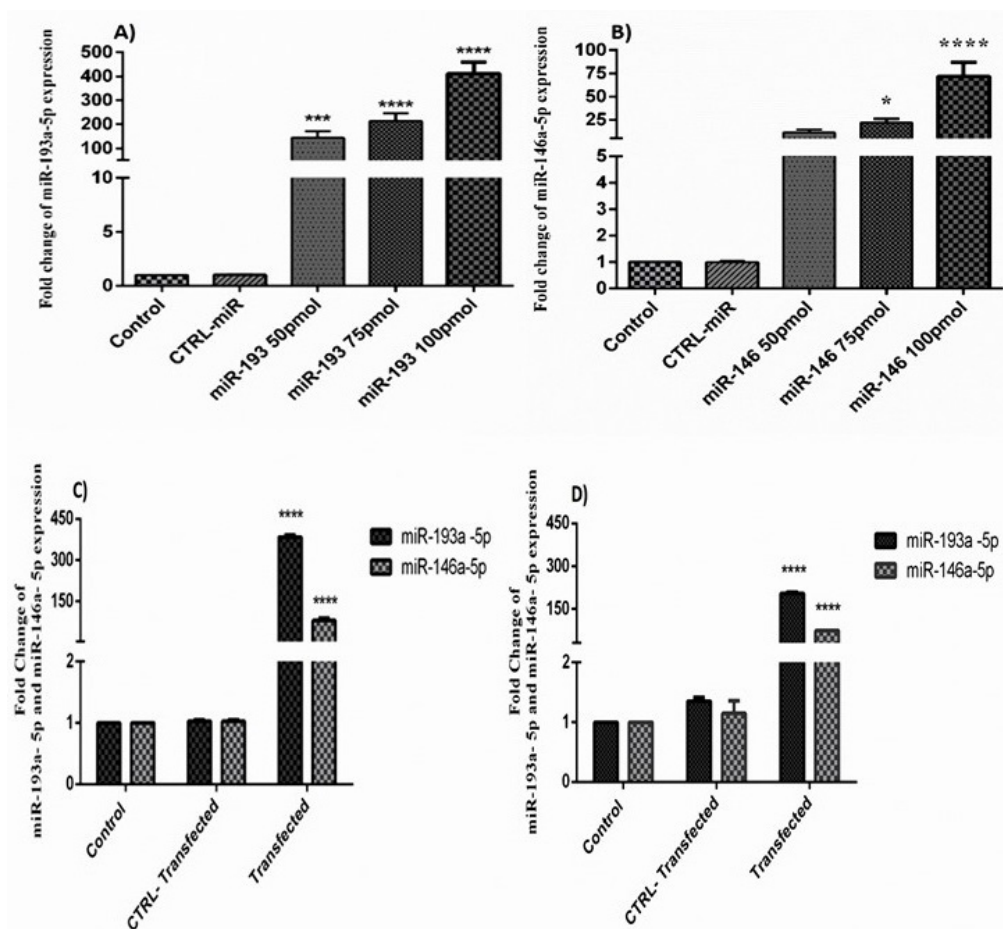 A)
Fold change of miR-193a-5p expression
500
400
300
200
100
10
5
0
***
****
****
Control
CTRL-miR
miR-193 50pmol
miR-193 75pmol
miR-193 100pmol
B)
Fold change of miR-146a-5p expression
100
75
50
25
5
4
3
2
1
0
*
****
Control
CTRL-miR
miR-146 50pmol
miR-146 75pmol
miR-146 100pmol
C)
Fold Change of
miR-193a- 5p and miR-146a- 5p expression
450
300
150
2
1
0
****
****
miR-193a -5p
miR-146a-5p
Control
CTRL- Transfected
Transfected
D)
Fold Change of
miR-193a- 5p and miR-146a- 5p expression
450
300
150
2
1
0
****
****
miR-193a -5p
miR-146a-5p
Control
CTRL- Transfected
Transfected